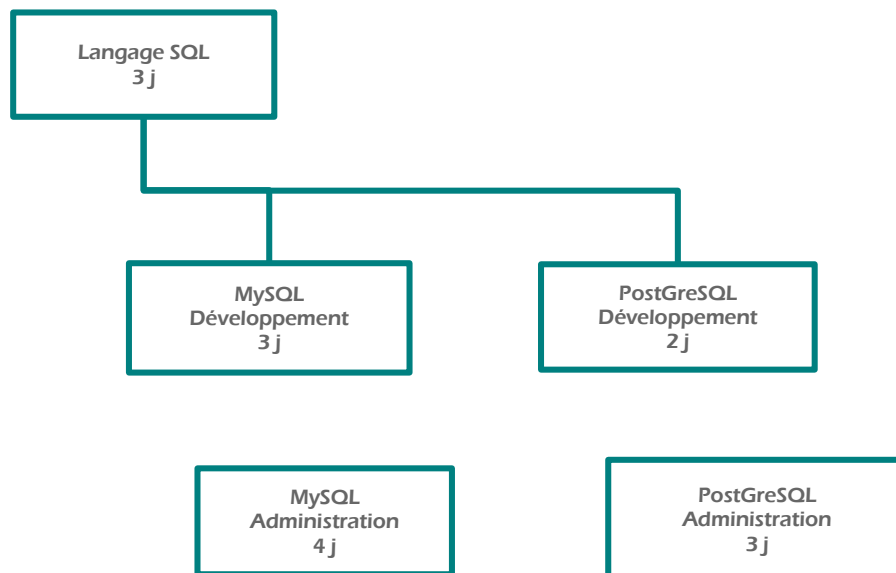 Langage SQL
3 j
MySQL
Développement
3 j
PostGreSQL
Développement
2 j
MySQL
Administration
4 j
PostGreSQL
Administration
3 j